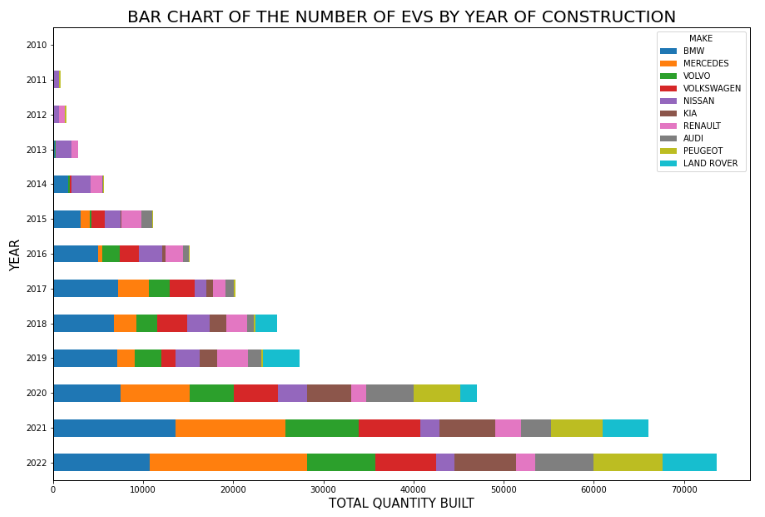 BAR CHART OF THE NUMBER OF EVS BY YEAR OF CONSTRUCTION
MAKE
BMW
MERCEDES
VOLVO
VOLKSWAGEN
NISSAN
KIA
RENAULT
AUDI
PEUGEOT
LAND ROVER
YEAR
2010
2011
2012
2013
2014
2015
2016
2017
2018
2019
2020
2021
2022
0 10000 20000 30000 40000 50000 60000 70000
TOTAL QUANTITY BUILT